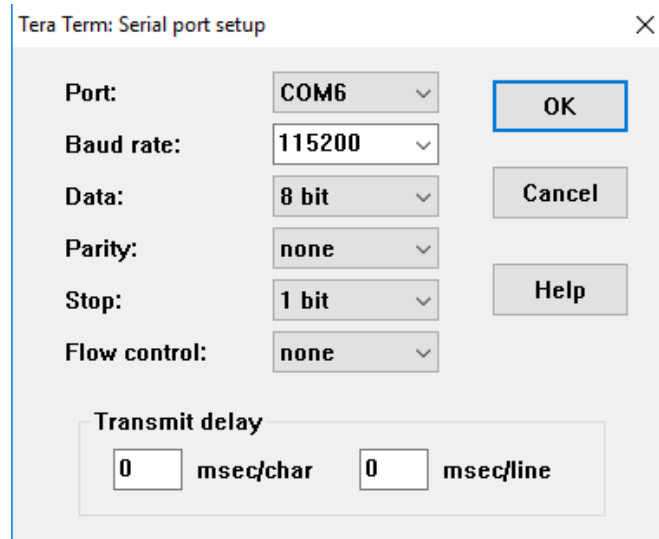 Tera Term: Serial port setup
Port: COM6 OK
Baud rate: 115200
Data: 8 bit Cancel
Parity: none
Stop: 1 bit Help
Flow control: none
Transmit delay
0 msec/char 0 msec/line